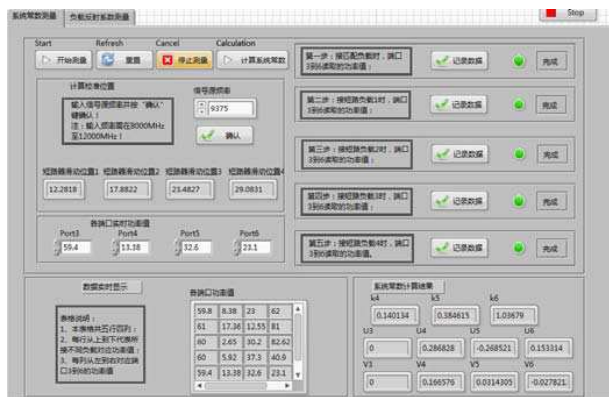 系统常数测量 负载反射系数测量
Stop
Start Refresh Cancel Calculation
开始测量 重置 停止测量 计算系统常数
计算校准位置
输入信号源频率并按“确认”
键确认!
注:输入频率需在8000MHz
至12000MHz!
信号源频率
9375
确认
短路器滑动位置1 短路器滑动位置2 短路器滑动位置3 短路器滑动位置4
12.2818 17.8822 23.4827 29.0831
各端口实时功率值
Port3 Port4 Port5 Port6
59.4 13.38 32.6 23.1
第一步:接匹配负载时,端口
3到6读取的功率值:
记录数据 完成
第二步:接短路负载1时,端口
3到6读取的功率值:
记录数据 完成
第三步:接短路负载2时,端口
3到6读取的功率值:
记录数据 完成
第四步:接短路负载3时,端口
3到6读取的功率值:
记录数据 完成
第五步:接短路负载4时,端口
3到6读取的功率值。
记录数据 完成
数据实时显示
表格说明:
1、本表格共五行四列:
2、每行从上到下代表所
接不同负载对应功率值:
3、每列从左到右对应端
口3到6的功率值
各端口功率值
59.8 8.38 23 62
61 17.36 12.55 81
60 2.65 30.2 82.62
60 5.92 37.3 40.9
59.4 13.38 32.6 23.1
系统常数计算结果
k4 k5 k6
0.140134 0.384615 1.03679
U3 U4 U5 U6
0 0.286828 -0.268521 0.153314
V3 V4 V5 V6
0 0.166576 0.0314305 -0.027821